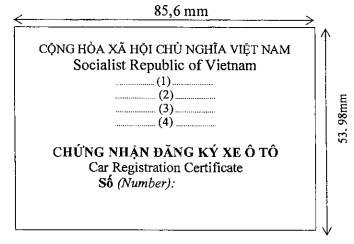 85,6 mm
CỘNG HÒA XÃ HỘI CHỦ NGHĨA VIỆT NAM
Socialist Republic of Vietnam
............... (1) ...............
............... (2) ...............
............... (3) ...............
............... (4) ...............
53. 98mm
CHỨNG NHẬN ĐĂNG KÝ XE Ô TÔ
Car Registration Certificate
Số (Number):